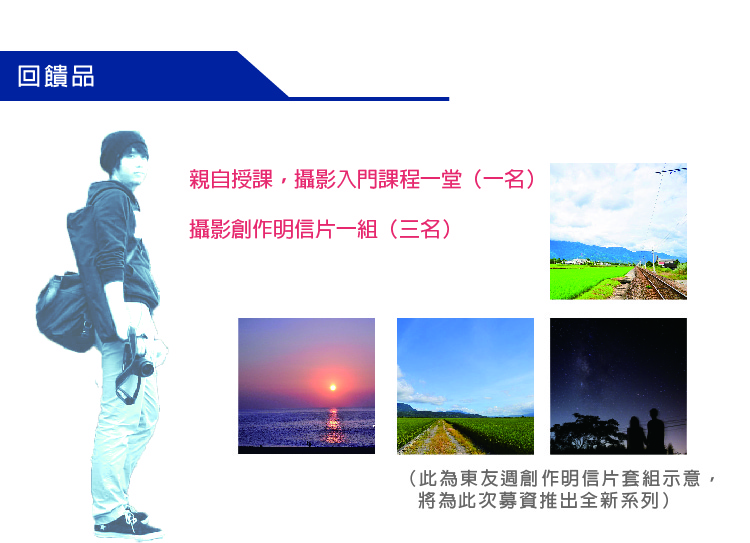 回饋品
親自授課，攝影入門課程一堂（一名）
攝影創作明信片一組（三名）
（此為東友週創作明信片套組示意，
將為此次募資推出全新系列）